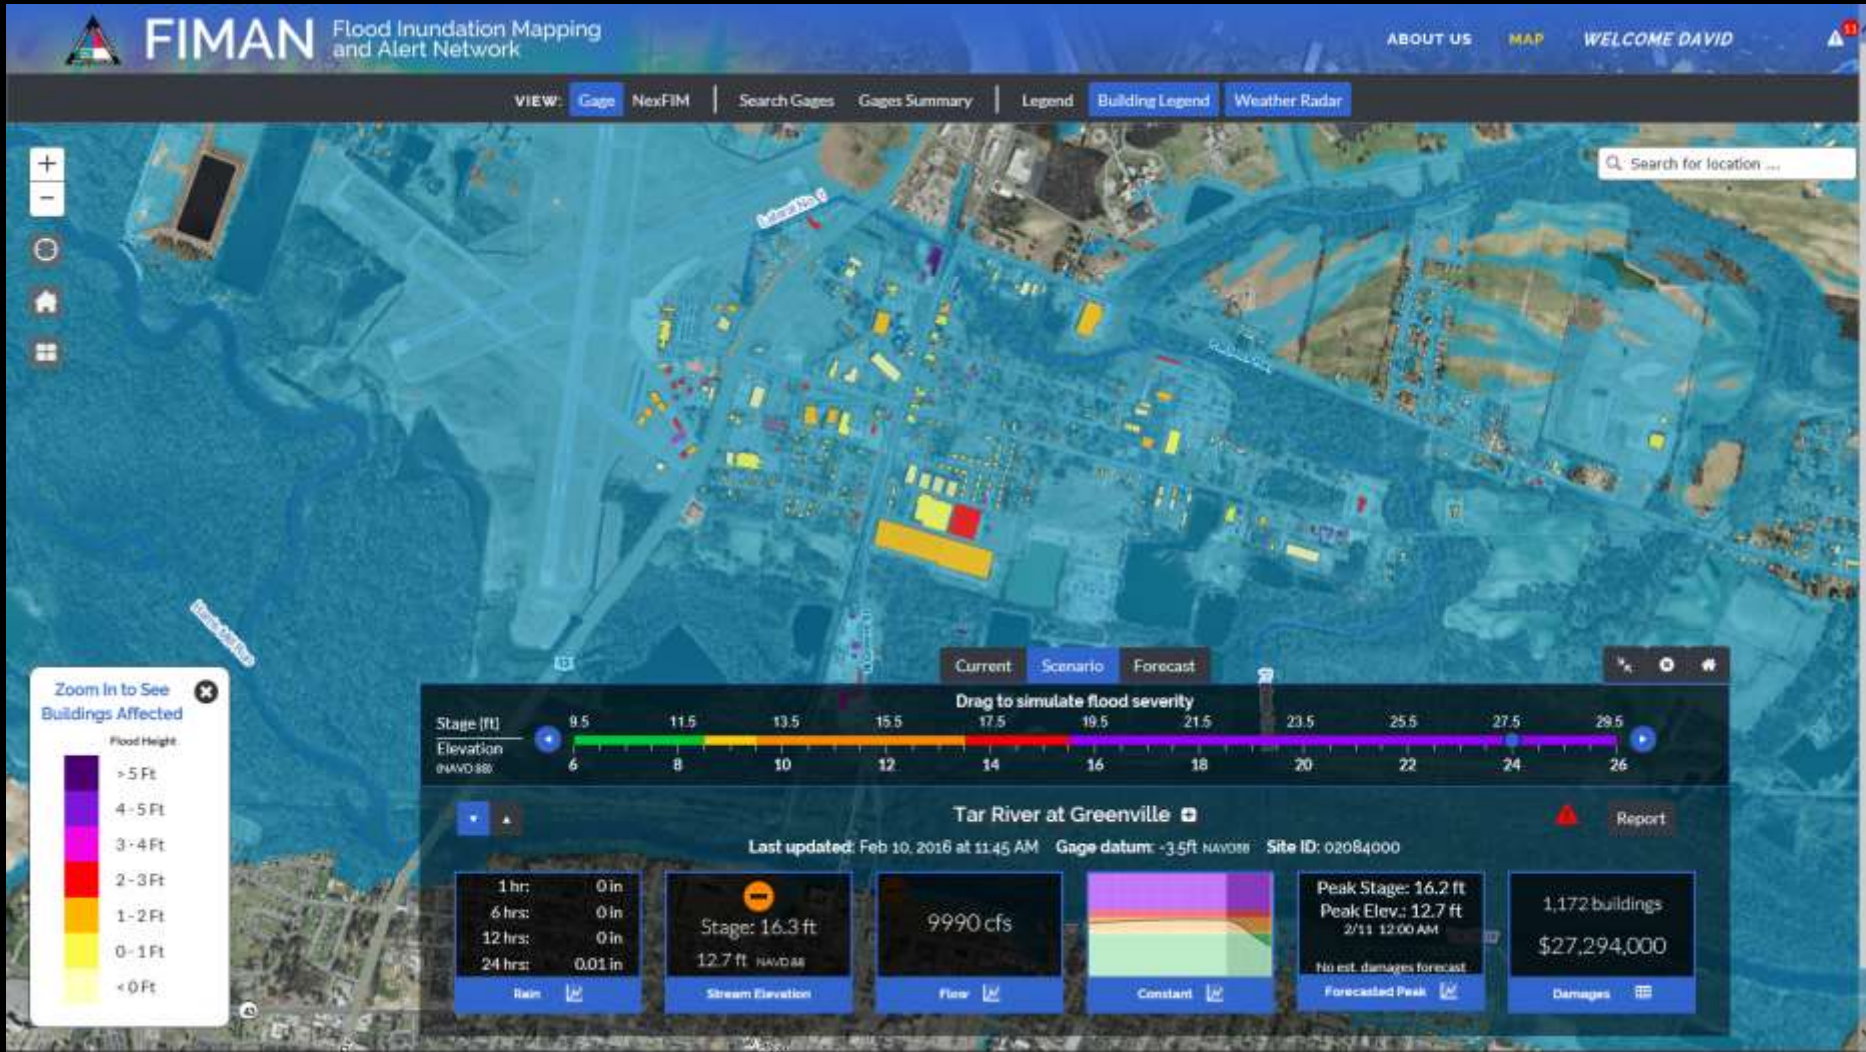 FIMAN
Flood Inundation Mapping
and Alert Network
ABOUT US
MAP
WELCOME DAVID
VIEW:
Gage
NexFIM
Search Gages
Gages Summary
Legend
Building Legend
Weather Radar
+
Search for location ...
−
13
Zoom In to See
Buildings Affected
Flood Height
> 5 Ft
4 - 5 Ft
3 - 4 Ft
2 - 3 Ft
1 - 2 Ft
0 - 1 Ft
< 0 Ft
43
Current
Scenario
Forecast
Drag to simulate flood severity
Stage (ft)
9.5 11.5 13.5 15.5 17.5 19.5 21.5 23.5 25.5 27.5 29.5
Elevation
(NAVD 88)
6 8 10 12 14 16 18 20 22 24 26
Tar River at Greenville
Report
Last updated: Feb 10, 2016 at 11:45 AM Gage datum: -3.5ft NAVD88 Site ID: 02084000
1 hr: 0 in
6 hrs: 0 in
12 hrs: 0 in
24 hrs: 0.01 in
Rain
Stage: 16.3 ft
12.7 ft NAVD 88
Stream Elevation
9990 cfs
Flow
Constant
Peak Stage: 16.2 ft
Peak Elev.: 12.7 ft
2/11 12:00 AM
No est. damages forecast
Forecasted Peak
1,172 buildings
$27,294,000
Damages